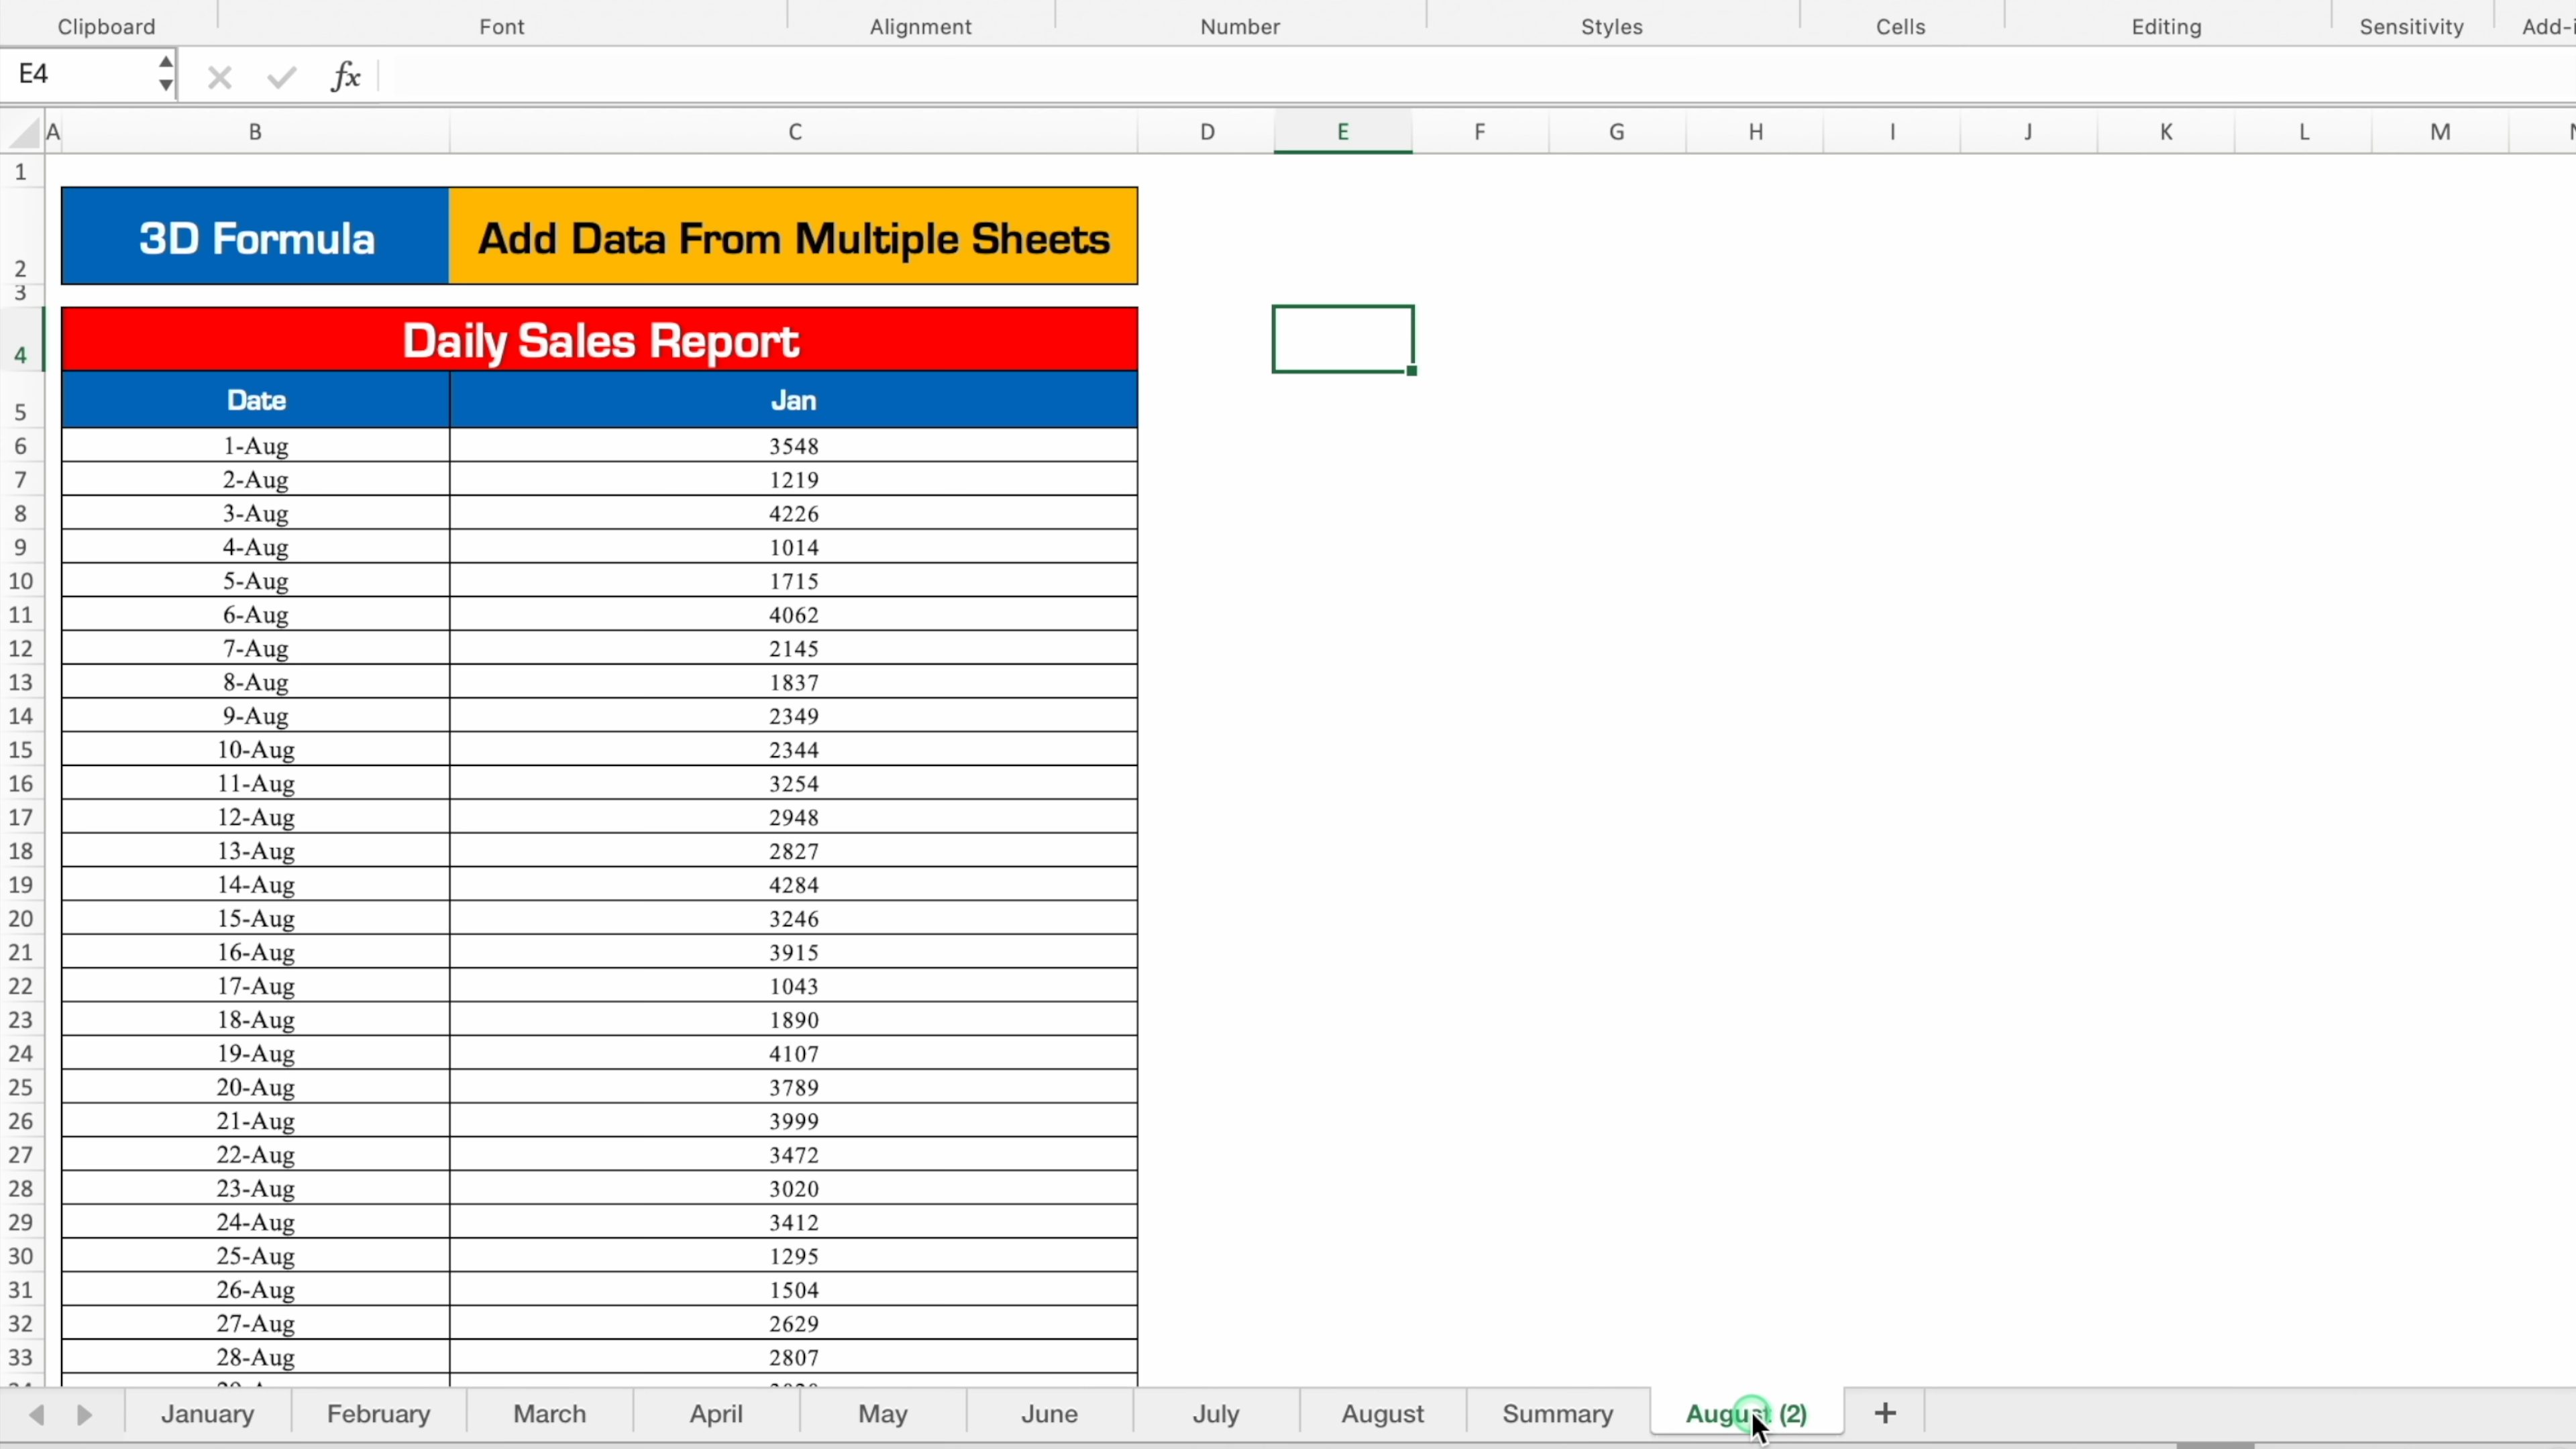 Clipboard Font Alignment Number Styles Cells Editing Sensitivity Add-i
E4 fx
A B C D E F G H I J K L M
1
2 3D Formula Add Data From Multiple Sheets
3
4 Daily Sales Report
5 Date Jan
6 1-Aug 3548
7 2-Aug 1219
8 3-Aug 4226
9 4-Aug 1014
10 5-Aug 1715
11 6-Aug 4062
12 7-Aug 2145
13 8-Aug 1837
14 9-Aug 2349
15 10-Aug 2344
16 11-Aug 3254
17 12-Aug 2948
18 13-Aug 2827
19 14-Aug 4284
20 15-Aug 3246
21 16-Aug 3915
22 17-Aug 1043
23 18-Aug 1890
24 19-Aug 4107
25 20-Aug 3789
26 21-Aug 3999
27 22-Aug 3472
28 23-Aug 3020
29 24-Aug 3412
30 25-Aug 1295
31 26-Aug 1504
32 27-Aug 2629
33 28-Aug 2807
January February March April May June July August Summary August (2) +